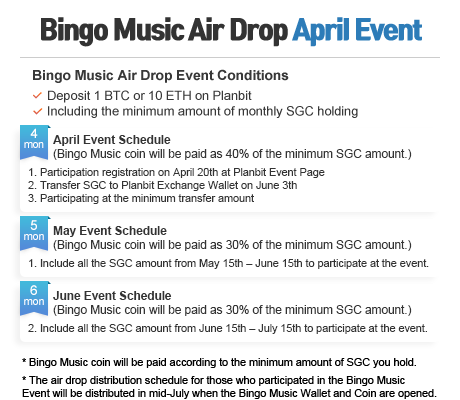 Bingo Music Air Drop April Event
Bingo Music Air Drop Event Conditions
Deposit 1 BTC or 10 ETH on Planbit
Including the minimum amount of monthly SGC holding
4
mon
April Event Schedule
(Bingo Music coin will be paid as 40% of the minimum SGC amount.)
1. Participation registration on April 20th at Planbit Event Page
2. Transfer SGC to Planbit Exchange Wallet on June 3th
3. Participating at the minimum transfer amount
5
mon
May Event Schedule
(Bingo Music coin will be paid as 30% of the minimum SGC amount.)
1. Include all the SGC amount from May 15th – June 15th to participate at the event.
6
mon
June Event Schedule
(Bingo Music coin will be paid as 30% of the minimum SGC amount.)
2. Include all the SGC amount from June 15th – July 15th to participate at the event.
* Bingo Music coin will be paid according to the minimum amount of SGC you hold.
* The air drop distribution schedule for those who participated in the Bingo Music
Event will be distributed in mid-July when the Bingo Music Wallet and Coin are opened.